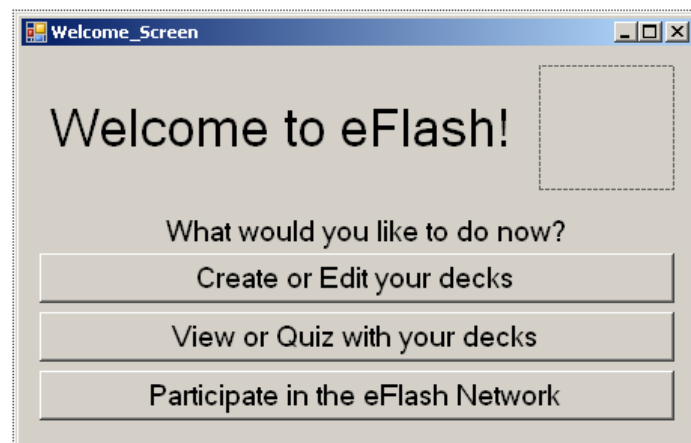 Welcome_Screen
Welcome to eFlash!
What would you like to do now?
Create or Edit your decks
View or Quiz with your decks
Participate in the eFlash Network